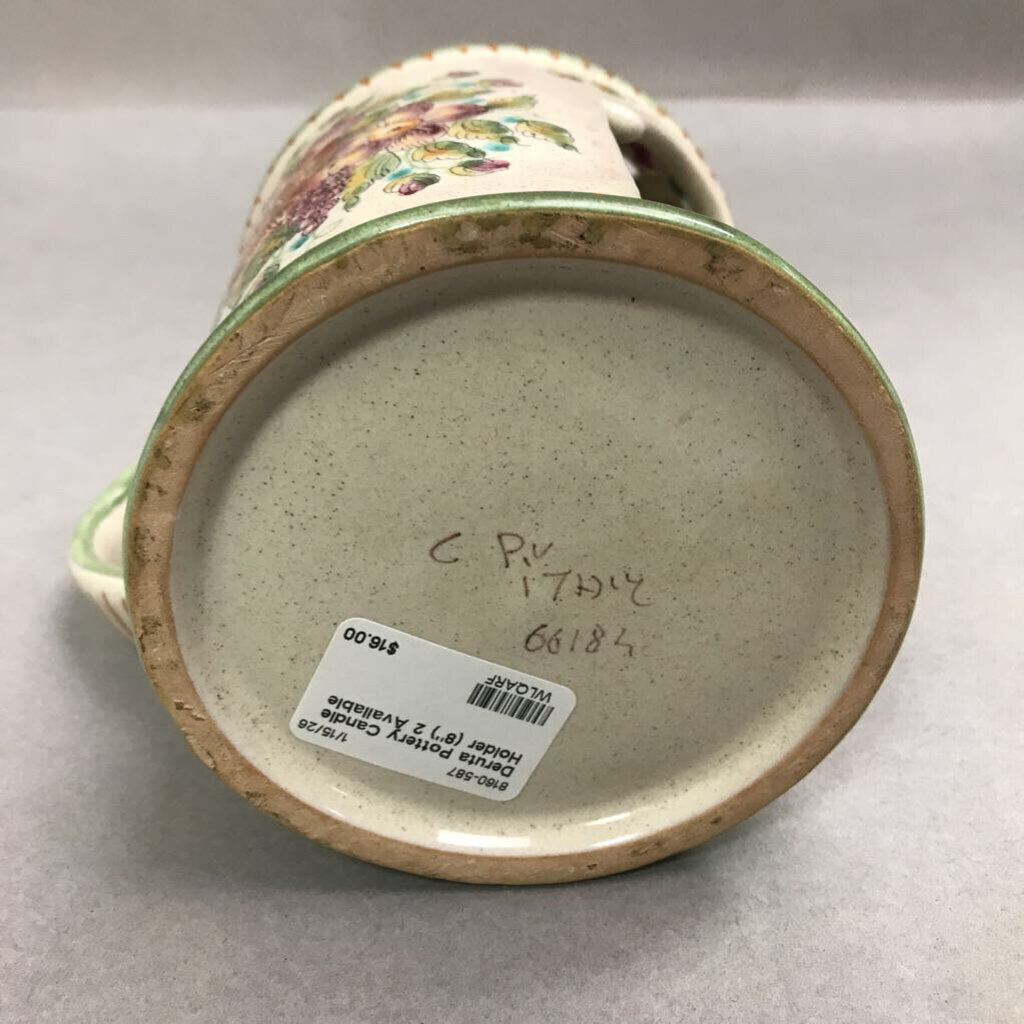 C Piv
ITALY
66184
8160-587
Deruta Pottery Candle
Holder (8") 2 Available
1/15/26
WLQARF
$16.00